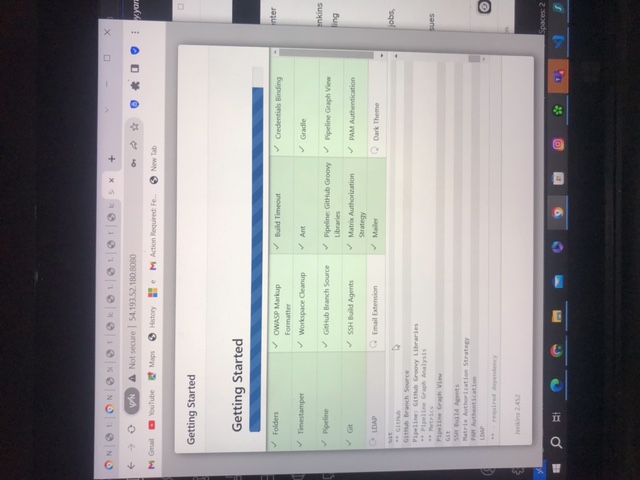 Not secure | 54.193.52.180:8080
Gmail YouTube Maps History e Action Required: Fe... New Tab
Getting Started
Getting Started
Folders OWASP Markup Formatter Build Timeout Credentials Binding
Timestamper Workspace Cleanup Ant Gradle
Pipeline GitHub Branch Source Pipeline: GitHub Groovy Libraries Pipeline Graph View
Git SSH Build Agents Matrix Authorization Strategy PAM Authentication
LDAP Email Extension Mailer Dark Theme
** GitHub
GitHub Branch Source
Pipeline: GitHub Groovy Libraries
** Pipeline Graph Analysis
** Metrics
Pipeline Graph View
Git
SSH Build Agents
Matrix Authorization Strategy
PAM Authentication
LDAP
** - required dependency
Jenkins 2.452
enter
enkins
ling
jobs,
sues
Spaces: 2